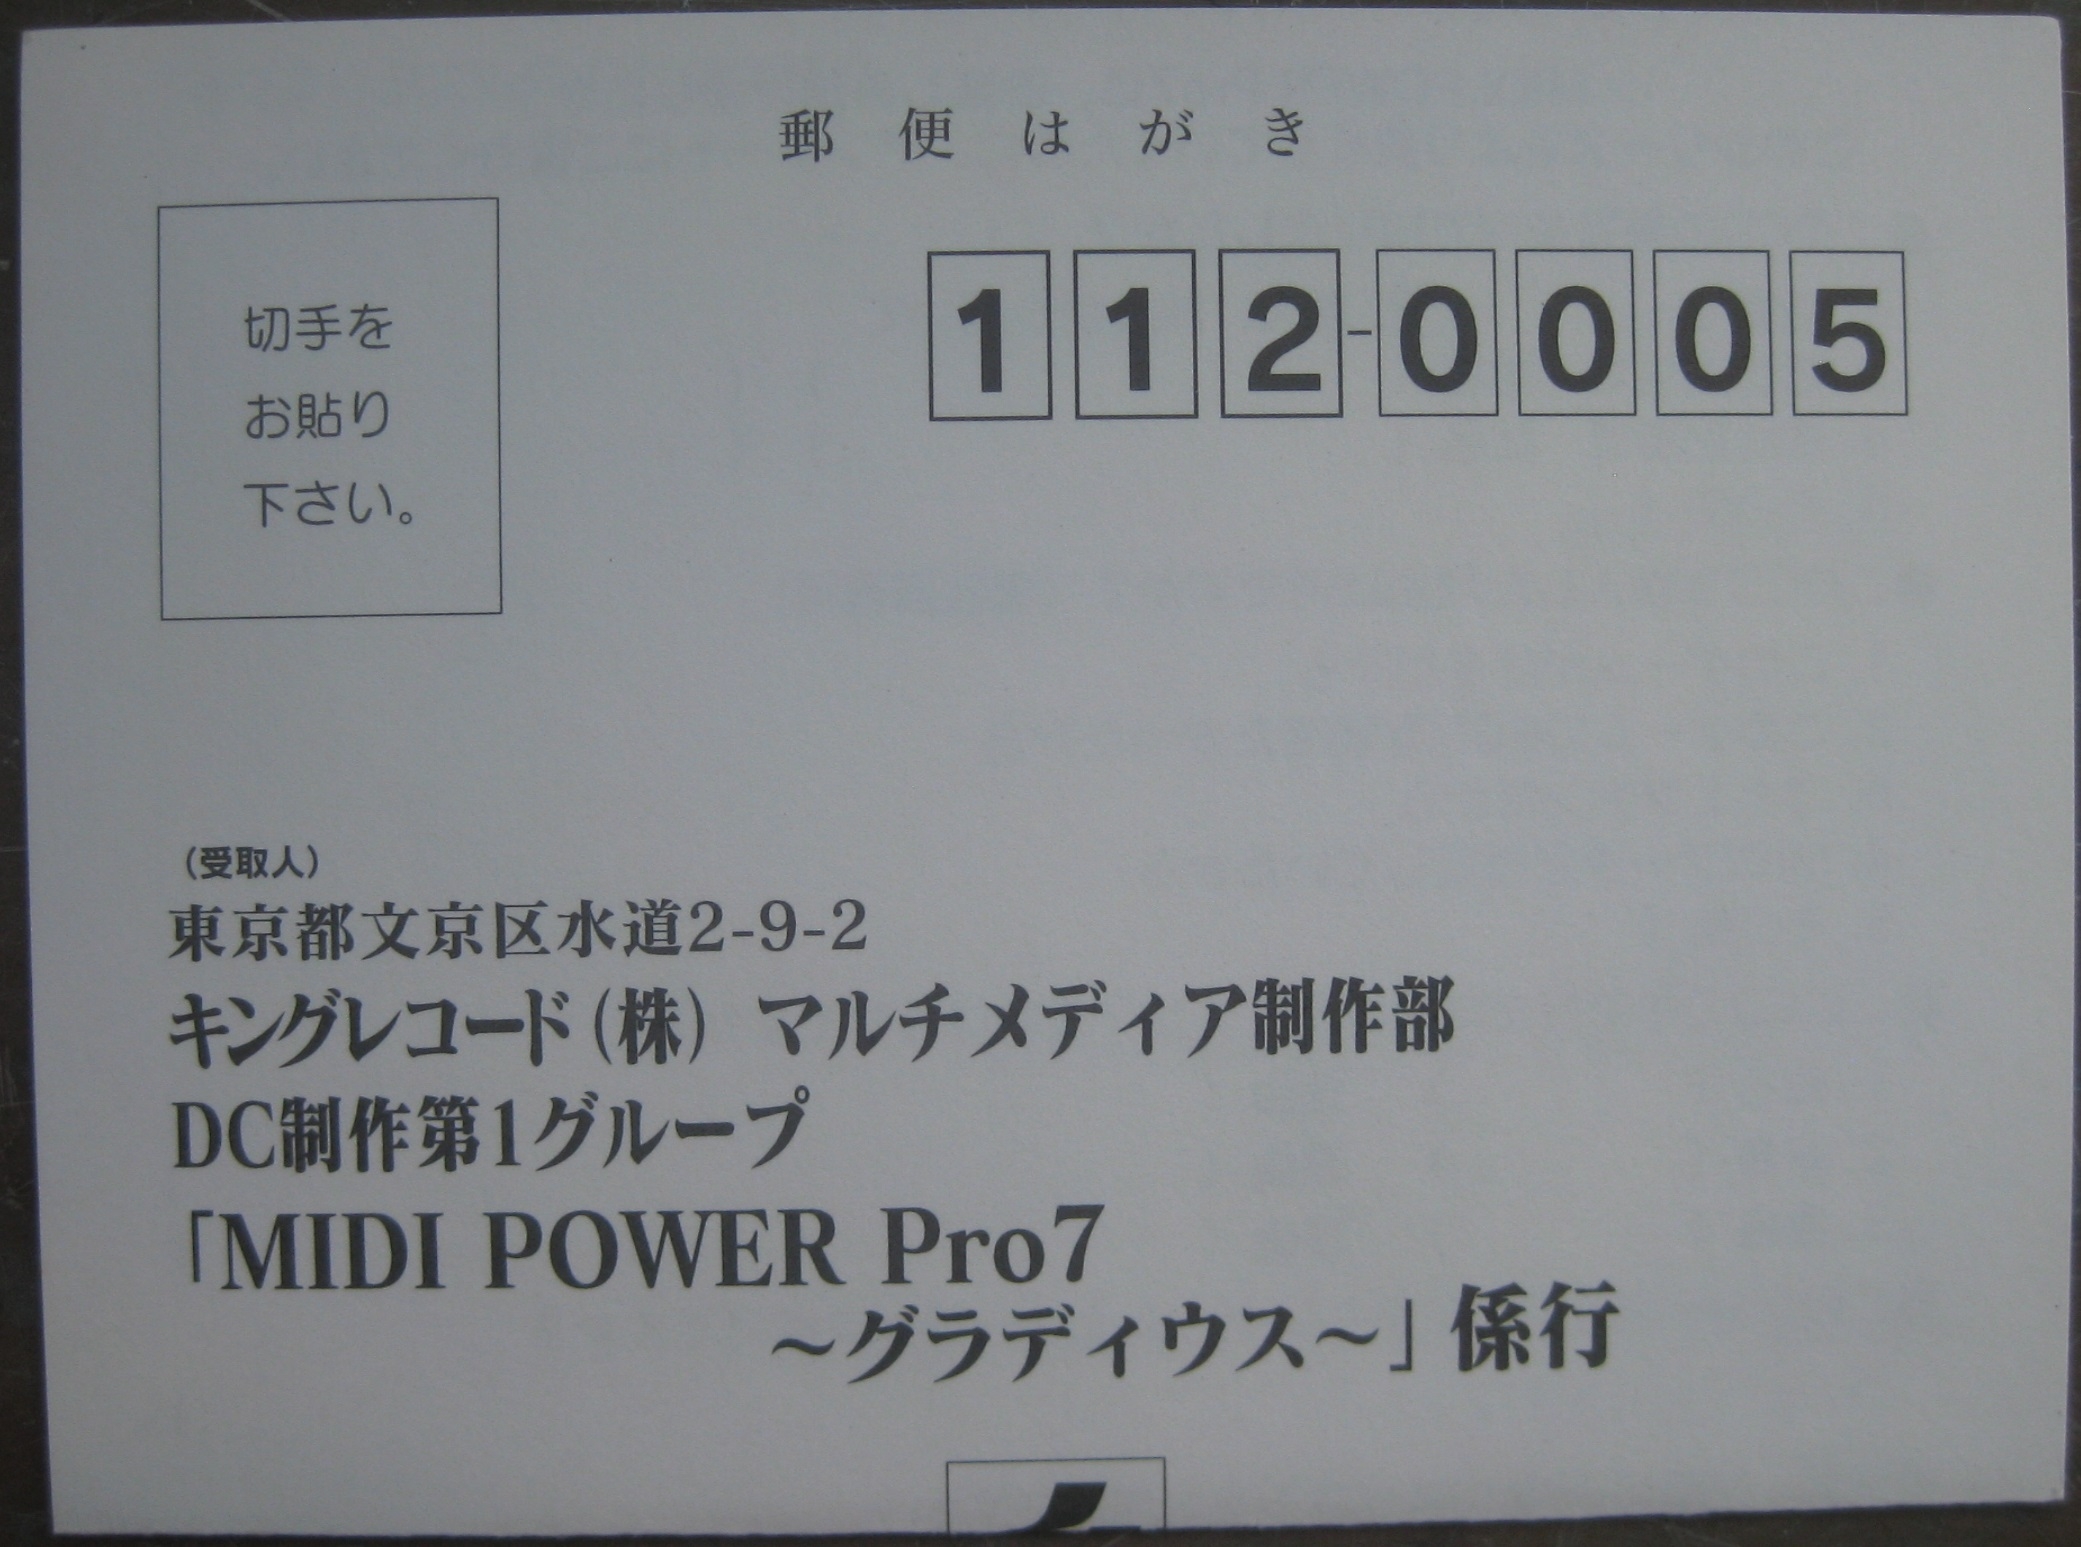 郵便はがき
切手を
お貼り
下さい。
112-0005
(受取人)
東京都文京区水道2-9-2
キングレコード(株) マルチメディア制作部
DC制作第1グループ
「MIDI POWER Pro7
～グラディウス～」係行